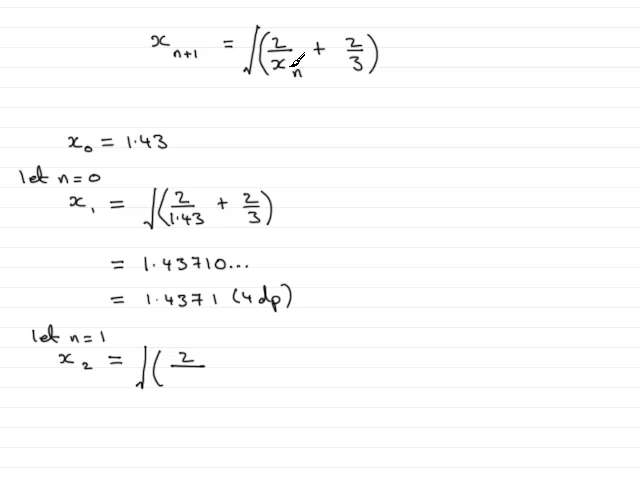 x_{n+1} = √(2/x_n + 2/3)
x_0 = 1.43
let n = 0
x_1 = √(2/1.43 + 2/3)
= 1.43710...
= 1.4371 (4dp)
let n = 1
x_2 = √( 2/